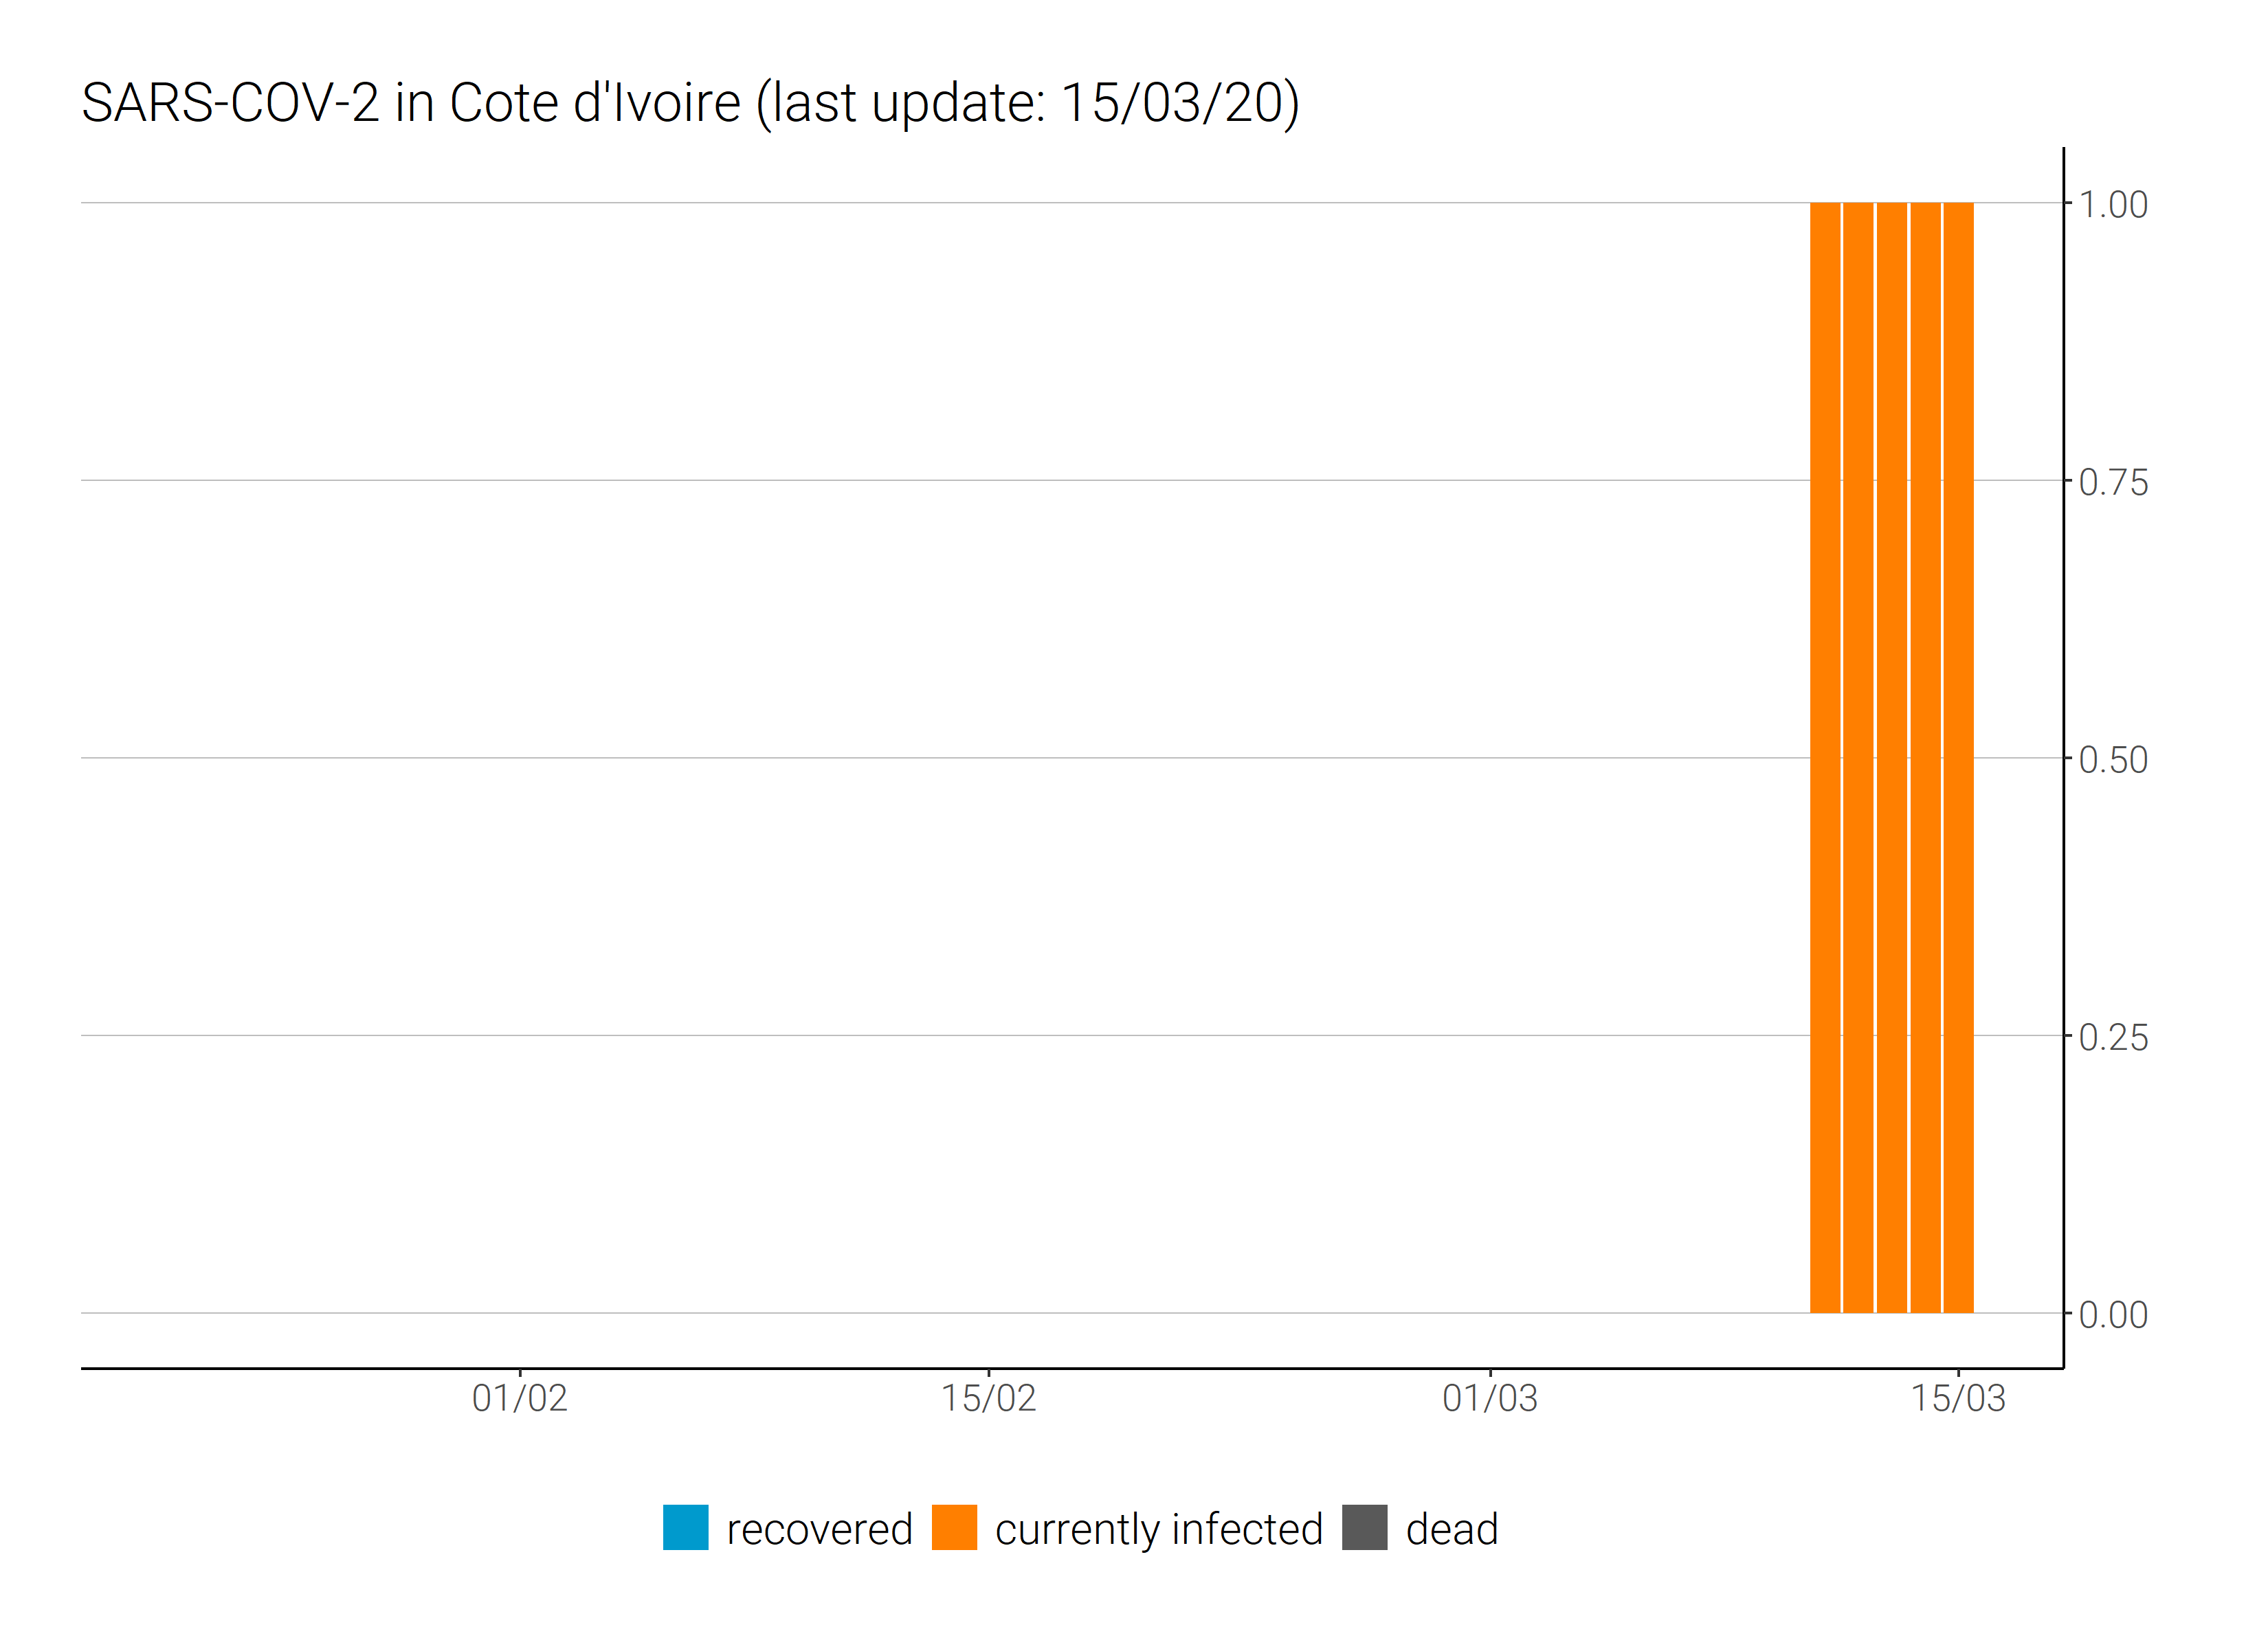 SARS-COV-2 in Cote d'Ivoire (last update: 15/03/20)
1.00
0.75
0.50
0.25
0.00
01/02 15/02 01/03 15/03
recovered currently infected dead